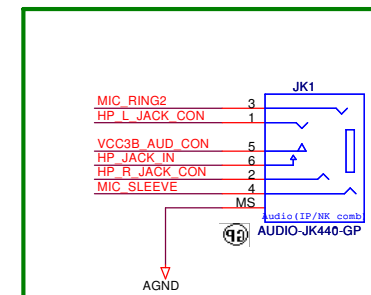 JK1
MIC_RING2 3
HP_L_JACK_CON 1
VCC3B_AUD_CON 5
HP_JACK_IN 6
HP_R_JACK_CON 2
MIC_SLEEVE 4
MS
Audio(IP/NK comb
GP AUDIO-JK440-GP
AGND